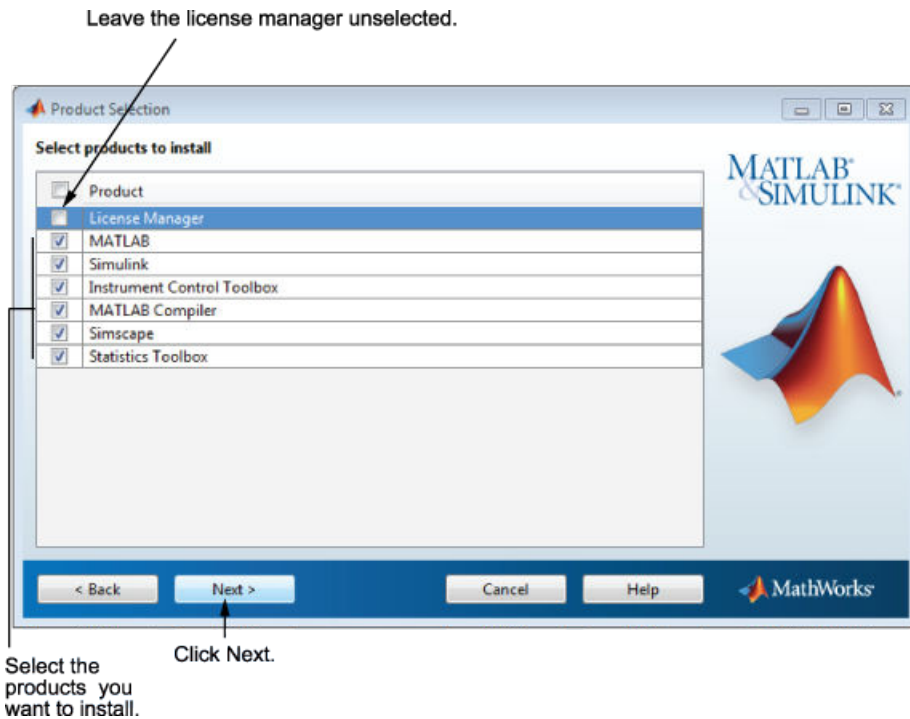 Leave the license manager unselected.
Product Selection
Select products to install
MATLAB®
&SIMULINK®
Product
License Manager
MATLAB
Simulink
Instrument Control Toolbox
MATLAB Compiler
Simscape
Statistics Toolbox
< Back
Next >
Cancel
Help
MathWorks®
Click Next.
Select the
products you
want to install.